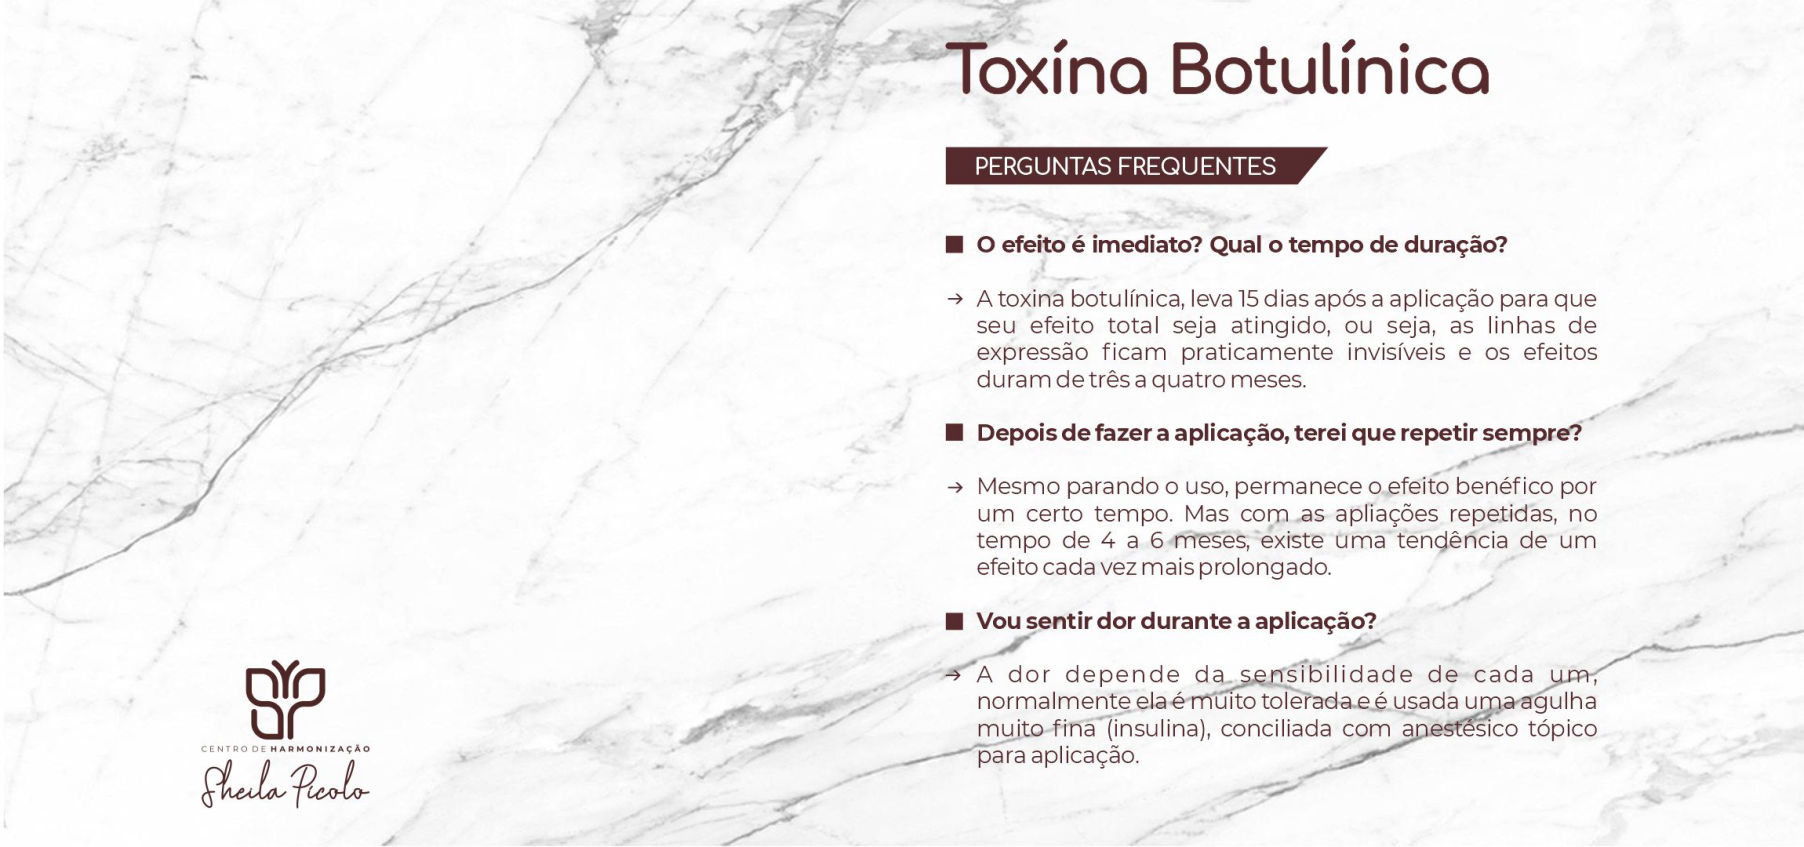 Toxína Botulínica
PERGUNTAS FREQUENTES
O efeito é imediato? Qual o tempo de duração?
→ A toxina botulínica, leva 15 dias após a aplicação para que
seu efeito total seja atingido, ou seja, as linhas de
expressão ficam praticamente invisíveis e os efeitos
duram de três a quatro meses.
Depois de fazer a aplicação, terei que repetir sempre?
→ Mesmo parando o uso, permanece o efeito benéfico por
um certo tempo. Mas com as apliações repetidas, no
tempo de 4 a 6 meses, existe uma tendência de um
efeito cada vez mais prolongado.
Vou sentir dor durante a aplicação?
→ A dor depende da sensibilidade de cada um,
normalmente ela é muito tolerada e é usada uma agulha
muito fina (insulina), conciliada com anestésico tópico
para aplicação.
CENTRO DE HARMONIZAÇÃO
Sheila Picolo